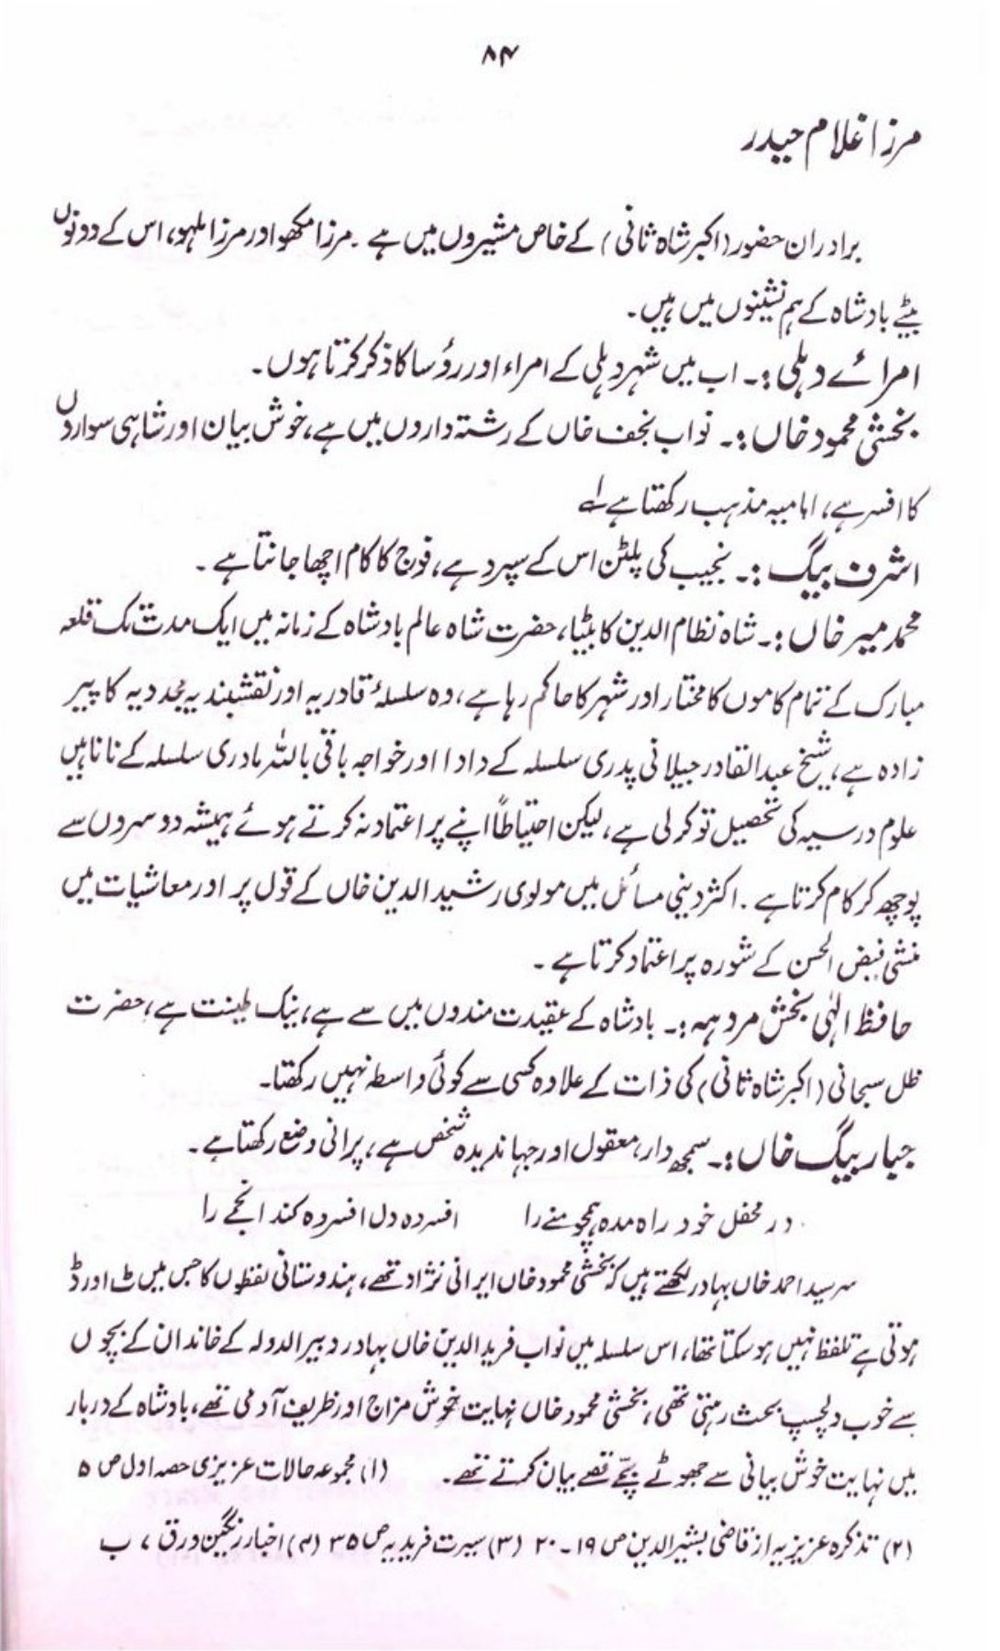 ۸۴
مرزا غلام حیدر
برادران حضور (اکبر شاہ ثانی) کے خاص مشیروں میں ہے۔ مرزا مکھو اور مرزا بلہو، اس کے دونوں
بیٹے بادشاہ کے ہم نشینوں میں ہیں۔
امرائے دہلی :۔ اب میں شہر دہلی کے امراء اور رؤسا کا ذکر کرتا ہوں۔
بخشی محمود خاں :۔ نواب نجف خاں کے رشتہ داروں میں ہے، خوش بیان اور شاہی سواروں
کا افسر ہے، امامیہ مذہب رکھتا ہے ۱؎
اشرف بیگ :۔ نجیب کی پلٹن اس کے سپرد ہے، فوج کا کام اچھا جانتا ہے۔
محمد میر خاں :۔ شاہ نظام الدین کا بیٹا، حضرت شاہ عالم بادشاہ کے زمانہ میں ایک مدت تک قلعہ
مبارک کے تمام کاموں کا مختار اور شہر کا حاکم رہا ہے، وہ سلسلۂ قادریہ اور نقشبندیہ مجددیہ کا پیر
زادہ ہے، شیخ عبدالقادر جیلانی پدری سلسلہ کے دادا اور خواجہ باقی باللہ مادری سلسلہ کے نانا ہیں
علوم درسیہ کی تحصیل تو کر لی ہے، لیکن احتیاطاً اپنے پر اعتماد نہ کرتے ہوئے ہمیشہ دوسروں سے
پوچھ کر کام کرتا ہے۔ اکثر دینی مسائل میں مولوی رشید الدین خاں کے قول پر اور معاشیات میں
منشی فیض الحسن کے شورہ پر اعتماد کرتا ہے۔
حافظ الٰہی بخش مردہہ :۔ بادشاہ کے عقیدت مندوں میں سے ہے، نیک طینت ہے، حضرت
ظل سبحانی (اکبر شاہ ثانی) کی ذات کے علاوہ کسی سے کوئی واسطہ نہیں رکھتا۔
جبار بیگ خاں :۔ سمجھ دار، معقول اور جہاندیدہ شخص ہے، پرانی وضع رکھتا ہے۔
در محفل خود راہ مدہ ہمچو منے را افسردہ دل افسردہ کند انجمنے را
سرسید احمد خاں بہادر لکھتے ہیں کہ بخشی محمود خاں ایرانی نژاد تھے، ہندوستانی لفظوں کا جس میں ٹ اور ڈ
ہوتی ہے تلفظ نہیں ہو سکتا تھا، اس سلسلہ میں نواب فرید الدین خاں بہادر دبیر الدولہ کے خاندان کے بچوں
سے خوب دلچسپ بحث رہتی تھی، بخشی محمود خاں نہایت خوش مزاج اور ظریف آدمی تھے، بادشاہ کے دربار
میں نہایت خوش بیانی سے جھوٹے سچے قصے بیان کرتے تھے۔ (۱) مجموعہ حالات عزیزی حصہ اول ص ۵
(۲) تذکرہ عزیزیہ از قاضی بشیر الدین ص ۱۹۔۲۰ (۳) سیرت فریدیہ ص ۳۵ (۴) اخبار رنگین ورق ۷ ب